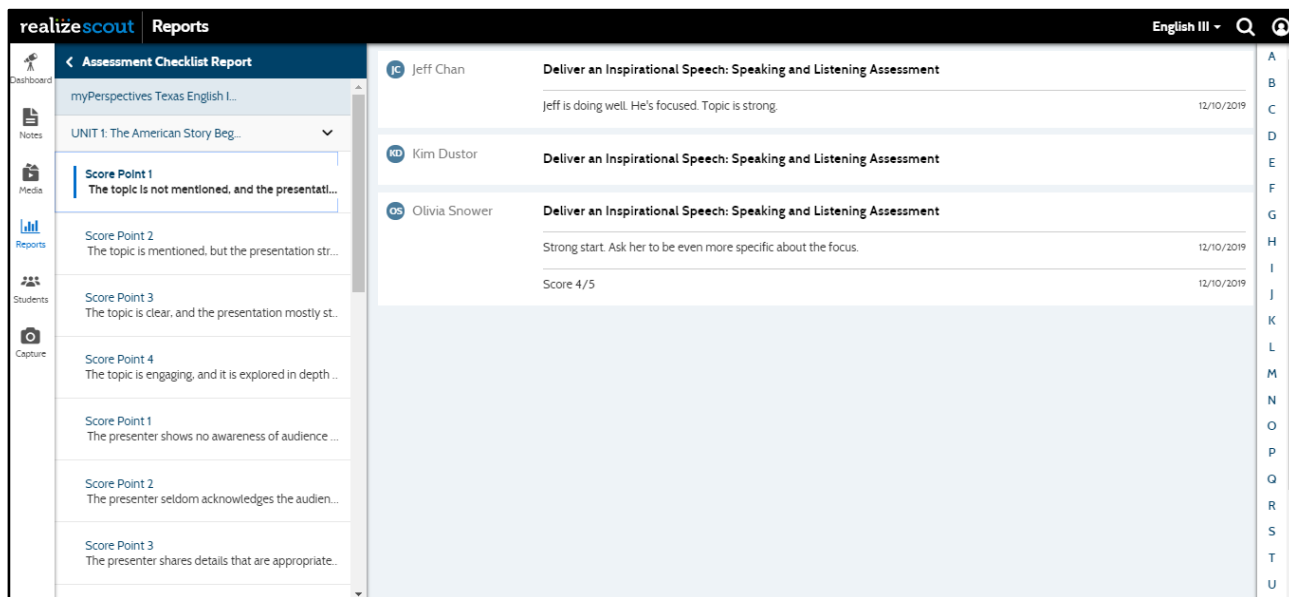 realizescout Reports English III
Dashboard
Notes
Media
Reports
Students
Capture
Assessment Checklist Report
myPerspectives Texas English I...
UNIT 1: The American Story Beg...
Score Point 1
The topic is not mentioned, and the presentati...
Score Point 2
The topic is mentioned, but the presentation str...
Score Point 3
The topic is clear, and the presentation mostly st..
Score Point 4
The topic is engaging, and it is explored in depth ..
Score Point 1
The presenter shows no awareness of audience ...
Score Point 2
The presenter seldom acknowledges the audien...
Score Point 3
The presenter shares details that are appropriate..
JC Jeff Chan Deliver an Inspirational Speech: Speaking and Listening Assessment
Jeff is doing well. He's focused. Topic is strong. 12/10/2019
KD Kim Dustor Deliver an Inspirational Speech: Speaking and Listening Assessment
OS Olivia Snower Deliver an Inspirational Speech: Speaking and Listening Assessment
Strong start. Ask her to be even more specific about the focus. 12/10/2019
Score 4/5 12/10/2019
A
B
C
D
E
F
G
H
I
J
K
L
M
N
O
P
Q
R
S
T
U